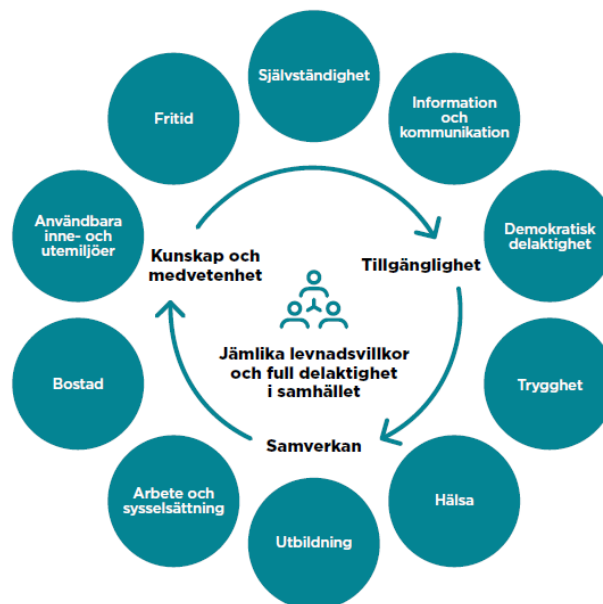 Självständighet
Information
och
kommunikation
Demokratisk
delaktighet
Trygghet
Hälsa
Utbildning
Arbete och
sysselsättning
Bostad
Användbara
inne- och
utemiljöer
Fritid
Kunskap och
medvetenhet
Tillgänglighet
Samverkan
Jämlika levnadsvillkor
och full delaktighet
i samhället